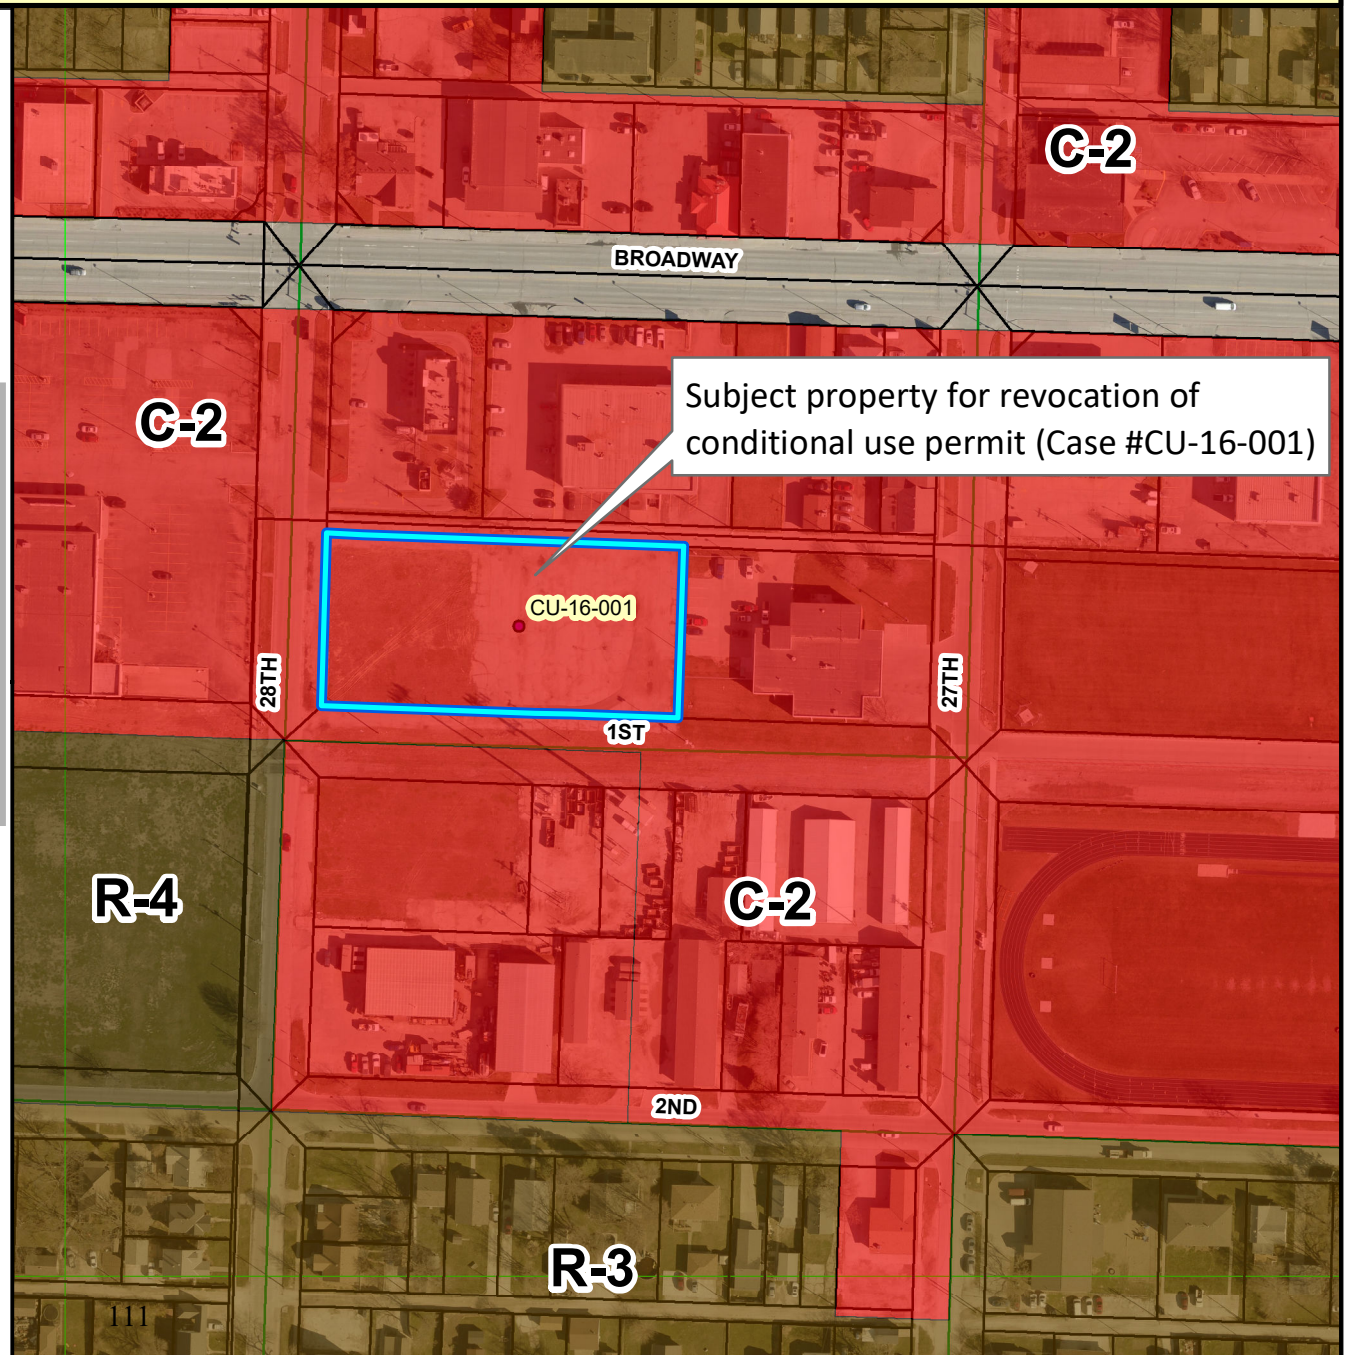 C-2
BROADWAY
Subject property for revocation of
conditional use permit (Case #CU-16-001)
C-2
CU-16-001
28TH
27TH
1ST
R-4
C-2
2ND
R-3
111